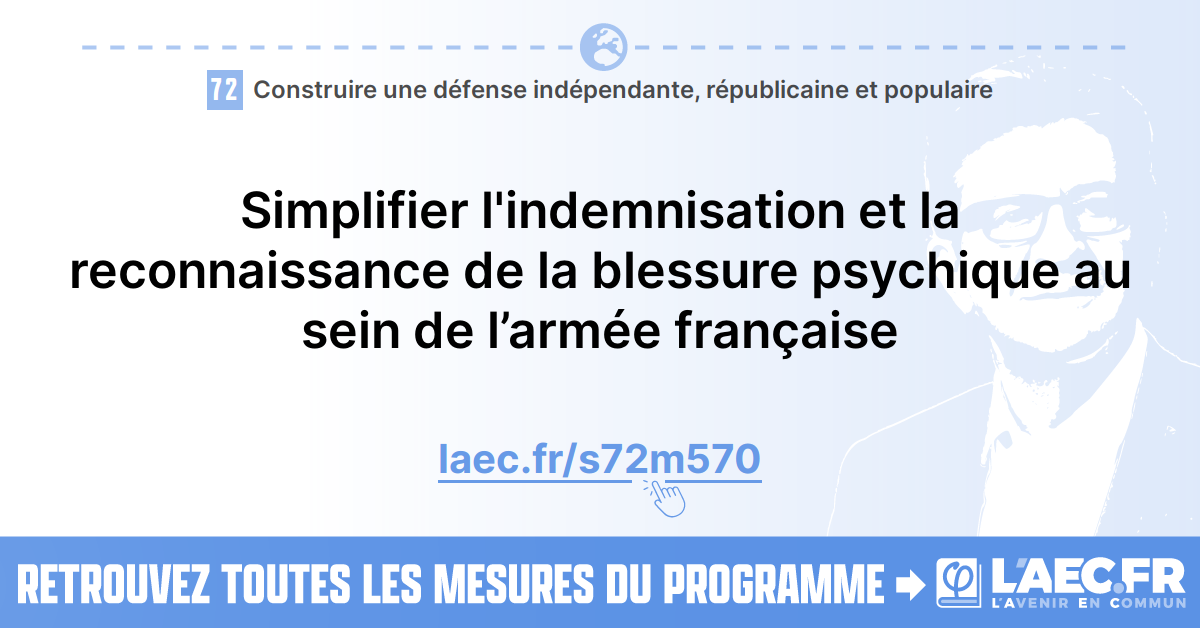 72 Construire une défense indépendante, républicaine et populaire
Simplifier l'indemnisation et la
reconnaissance de la blessure psychique au
sein de l’armée française
laec.fr/s72m570
RETROUVEZ TOUTES LES MESURES DU PROGRAMME
L'AEC.FR
L'AVENIR EN COMMUN